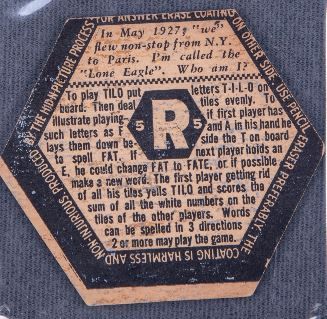 FOR ANSWER ERASE COATING ON OTHER SIDE. USE PENCIL ERASER PREFERABLY. THE
COATING IS HARMLESS AND NON-INJURIOUS PRODUCED BY THE PROCESS
In May 1927, "we"
flew non-stop from N.Y.
to Paris. I'm called the
"Lone Eagle". Who am I?
To play TILO put letters T-I-L-O on
board. Then deal tiles evenly. To
illustrate playing if first player has
such letters as F and A in his hand he
lays them down be- side the T on board
to spell FAT. If next player holds an
E, he could change FAT to FATE, or if possible
make a new word. The first player getting rid
of all his tiles yells TILO and scores the
sum of all the white numbers on the
tiles of the other players. Words
can be spelled in 3 directions
2 or more may play the game.
5 R 5